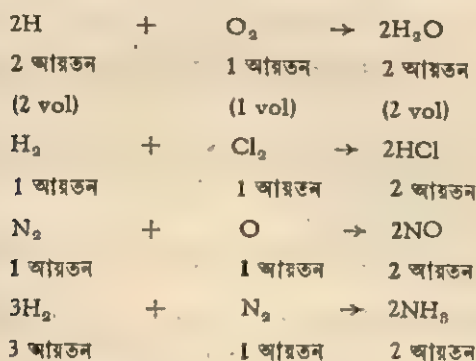 2H + O₂ → 2H₂O
2 আয়তন 1 আয়তন 2 আয়তন
(2 vol) (1 vol) (2 vol)
H₂ + Cl₂ → 2HCl
1 আয়তন 1 আয়তন 2 আয়তন
N₂ + O → 2NO
1 আয়তন 1 আয়তন 2 আয়তন
3H₂ + N₂ → 2NH₃
3 আয়তন 1 আয়তন 2 আয়তন